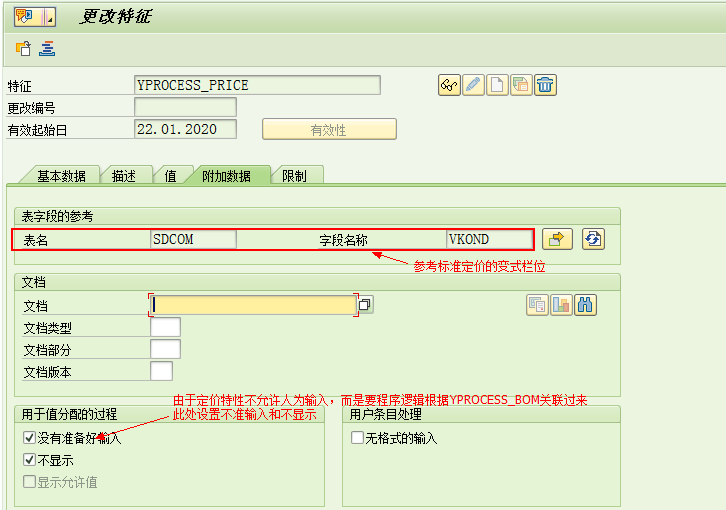 更改特征
特征 YPROCESS_PRICE
更改编号
有效起始日 22.01.2020 有效性
基本数据 描述 值 附加数据 限制
表字段的参考
表名 SDCOM 字段名称 VKOND
参考标准定价的变式栏位
文档
文档
文档类型
文档部分
文档版本
由于定价特性不允许人为输入，而是要程序逻辑根据YPROCESS_BOM关联过来
此处设置不准输入和不显示
用于值分配的过程 用户条目处理
没有准备好输入 无格式的输入
不显示
显示允许值